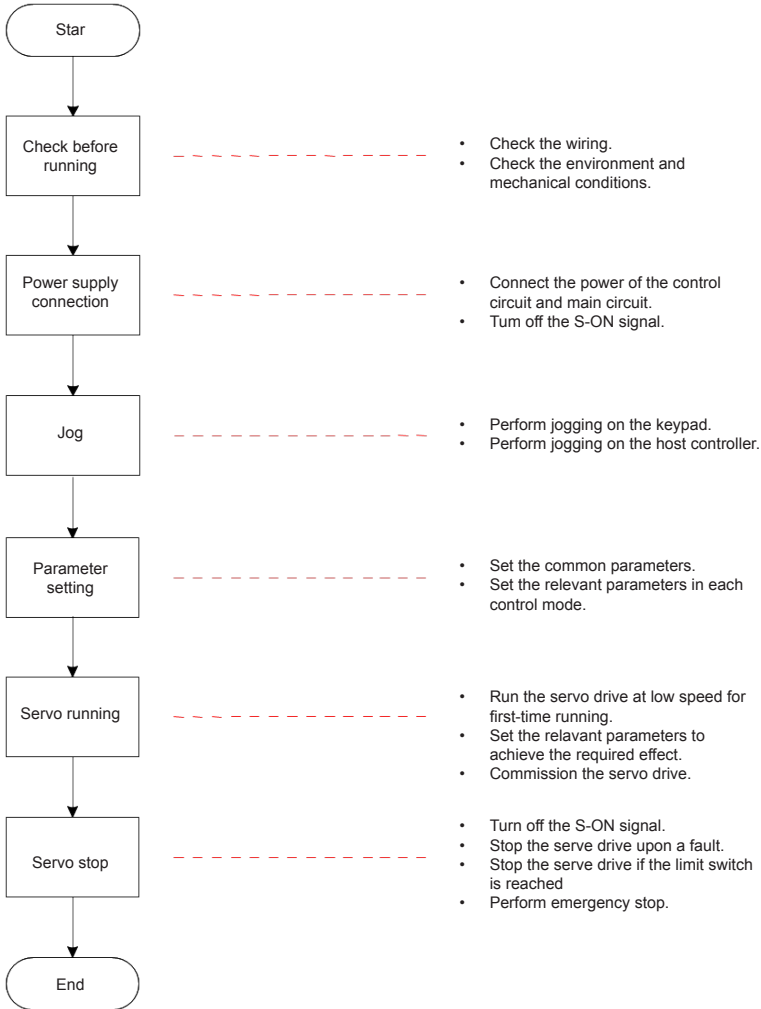 Star
Check before
running
• Check the wiring.
• Check the environment and
mechanical conditions.
Power supply
connection
• Connect the power of the control
circuit and main circuit.
• Tum off the S-ON signal.
Jog
• Perform jogging on the keypad.
• Perform jogging on the host controller.
Parameter
setting
• Set the common parameters.
• Set the relevant parameters in each
control mode.
Servo running
• Run the servo drive at low speed for
first-time running.
• Set the relavant parameters to
achieve the required effect.
• Commission the servo drive.
Servo stop
• Turn off the S-ON signal.
• Stop the serve drive upon a fault.
• Stop the serve drive if the limit switch
is reached
• Perform emergency stop.
End